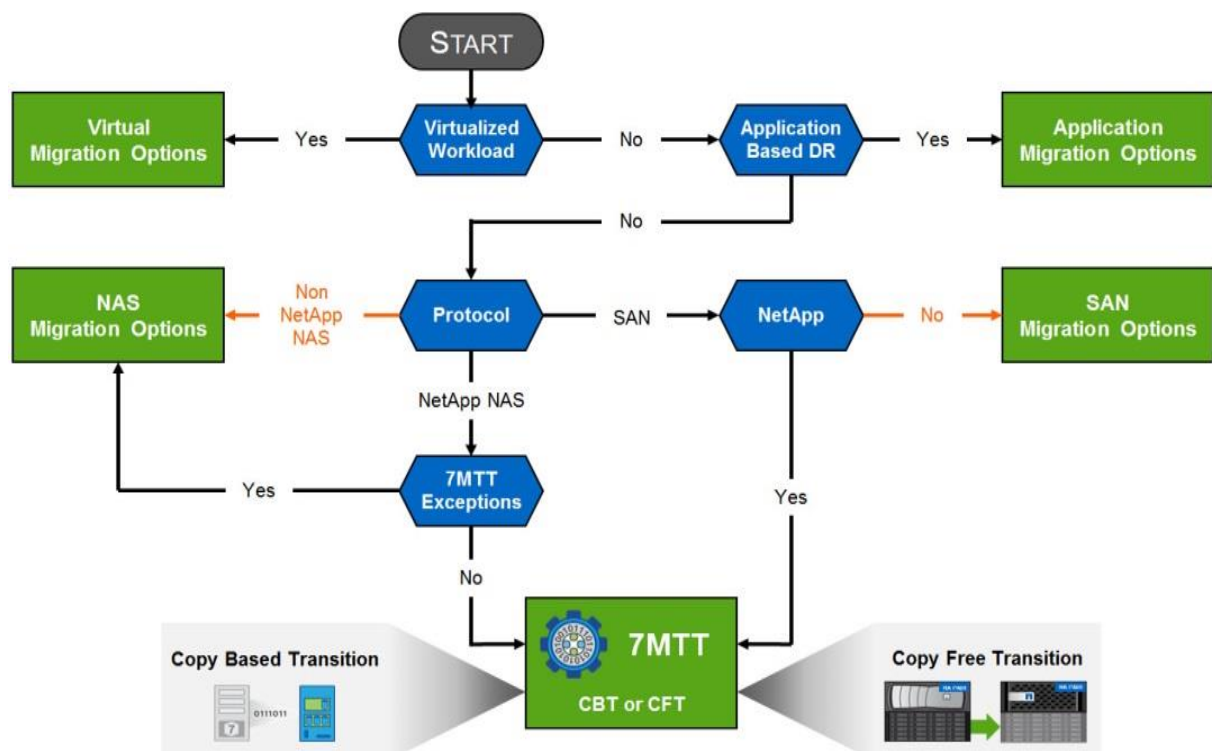 START
Virtual
Migration Options
Yes
Virtualized
Workload
No
Application
Based DR
Yes
Application
Migration Options
No
NAS
Migration Options
Non
NetApp
NAS
Protocol
SAN
NetApp
No
SAN
Migration Options
NetApp NAS
Yes
7MTT
Exceptions
Yes
No
Copy Based Transition
7
0111011
7MTT
CBT or CFT
Copy Free Transition